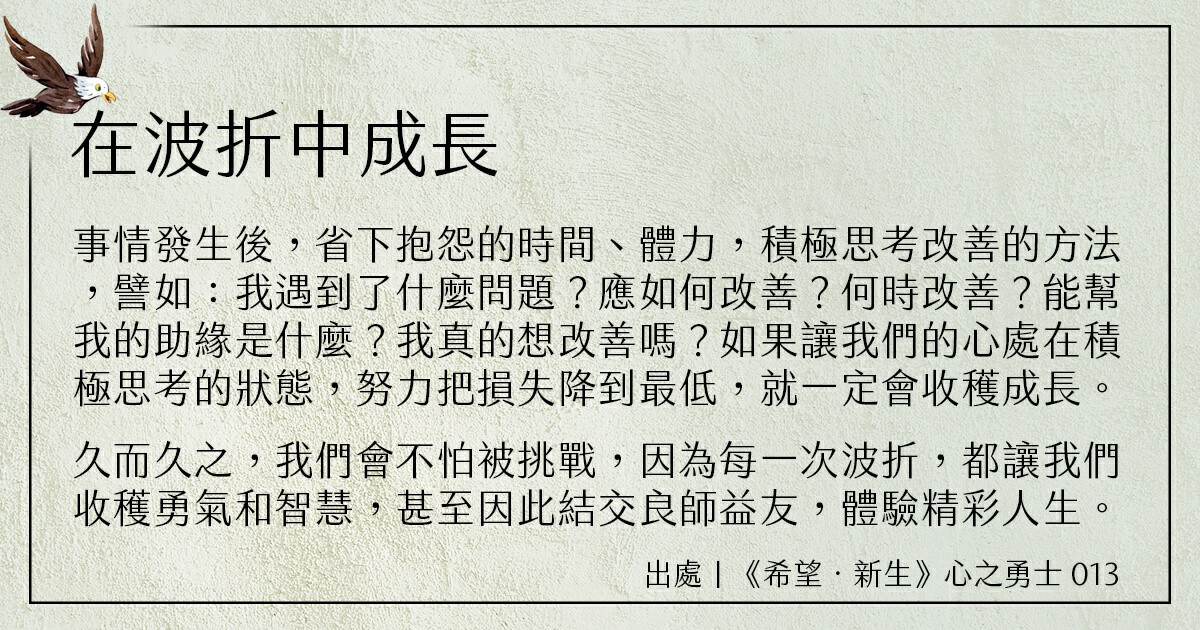 在波折中成長
事情發生後，省下抱怨的時間、體力，積極思考改善的方法
，譬如：我遇到了什麼問題？應如何改善？何時改善？能幫
我的助緣是什麼？我真的想改善嗎？如果讓我們的心處在積
極思考的狀態，努力把損失降到最低，就一定會收穫成長。
久而久之，我們會不怕被挑戰，因為每一次波折，都讓我們
收穫勇氣和智慧，甚至因此結交良師益友，體驗精彩人生。
出處｜《希望．新生》心之勇士 013